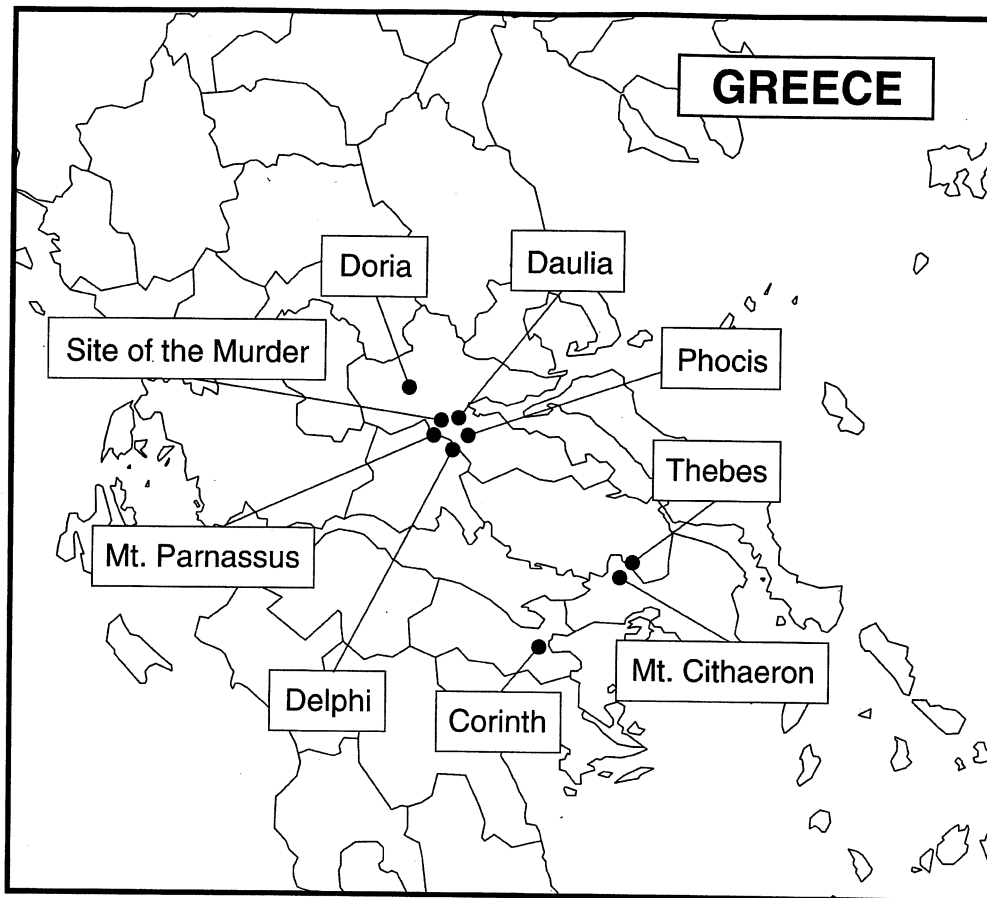 GREECE
Doria
Daulia
Site of the Murder
Phocis
Thebes
Mt. Parnassus
Mt. Cithaeron
Delphi
Corinth